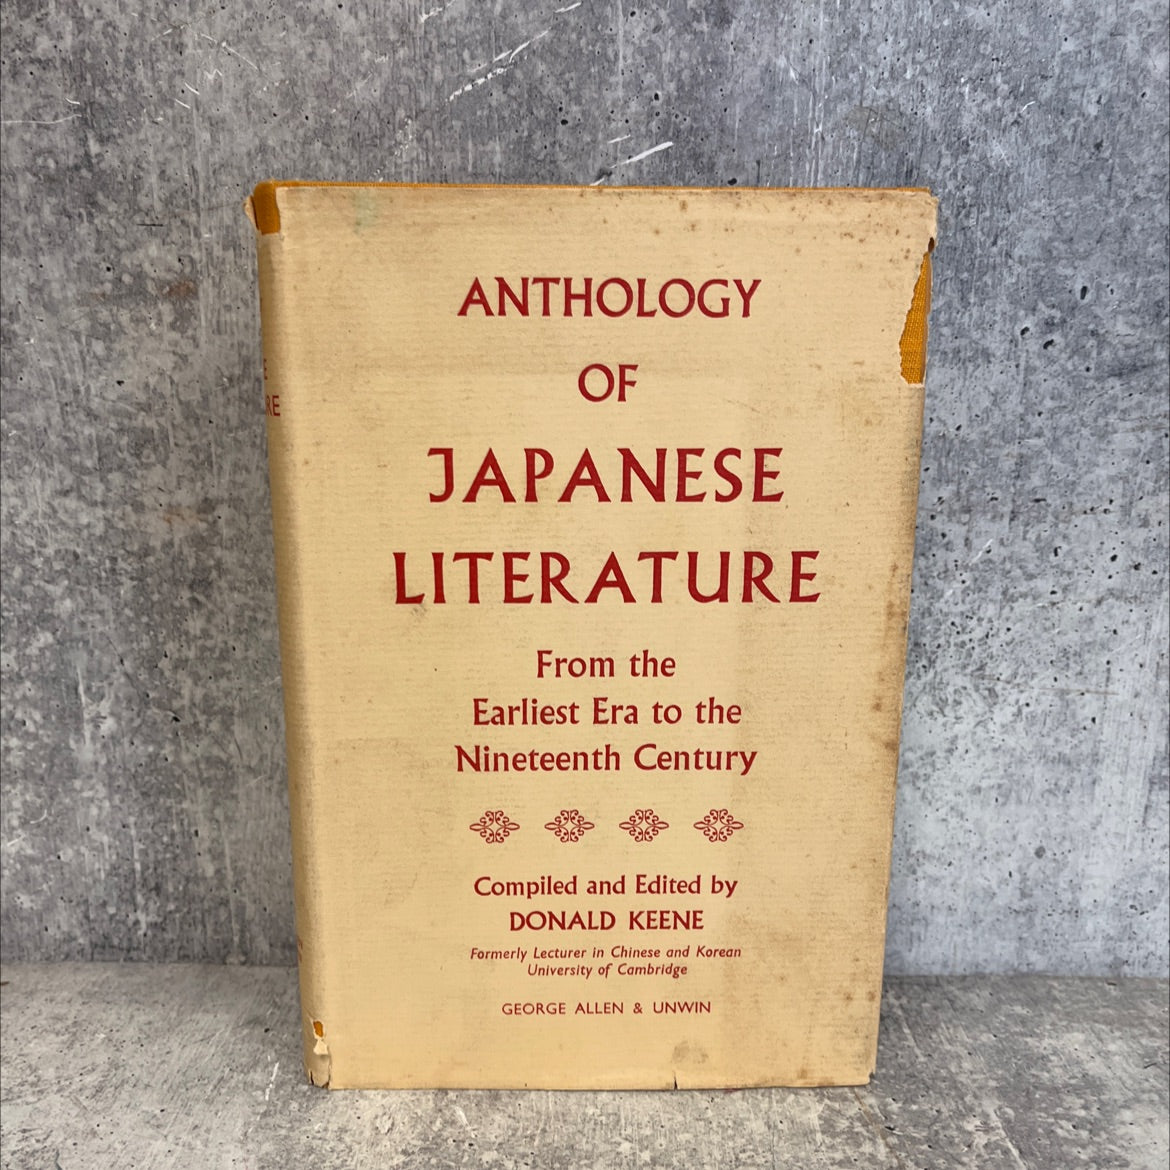 ANTHOLOGY
OF
JAPANESE
LITERATURE
From the
Earliest Era to the
Nineteenth Century
Compiled and Edited by
DONALD KEENE
Formerly Lecturer in Chinese and Korean
University of Cambridge
GEORGE ALLEN & UNWIN